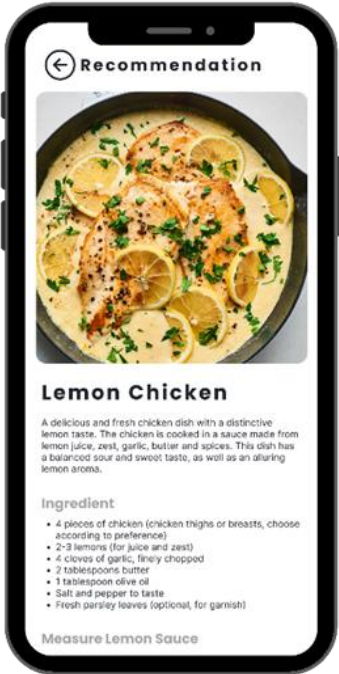 Recommendation
Lemon Chicken
A delicious and fresh chicken dish with a distinctive
lemon taste. The chicken is cooked in a sauce made from
lemon juice, zest, garlic, butter and spices. This dish has
a balanced sour and sweet taste, as well as an alluring
lemon aroma.
Ingredient
• 4 pieces of chicken (chicken thighs or breasts, choose
according to preference)
• 2-3 lemons (for juice and zest)
• 4 cloves of garlic, finely chopped
• 2 tablespoons butter
• 1 tablespoon olive oil
• Salt and pepper to taste
• Fresh parsley leaves (optional, for garnish)
Measure Lemon Sauce